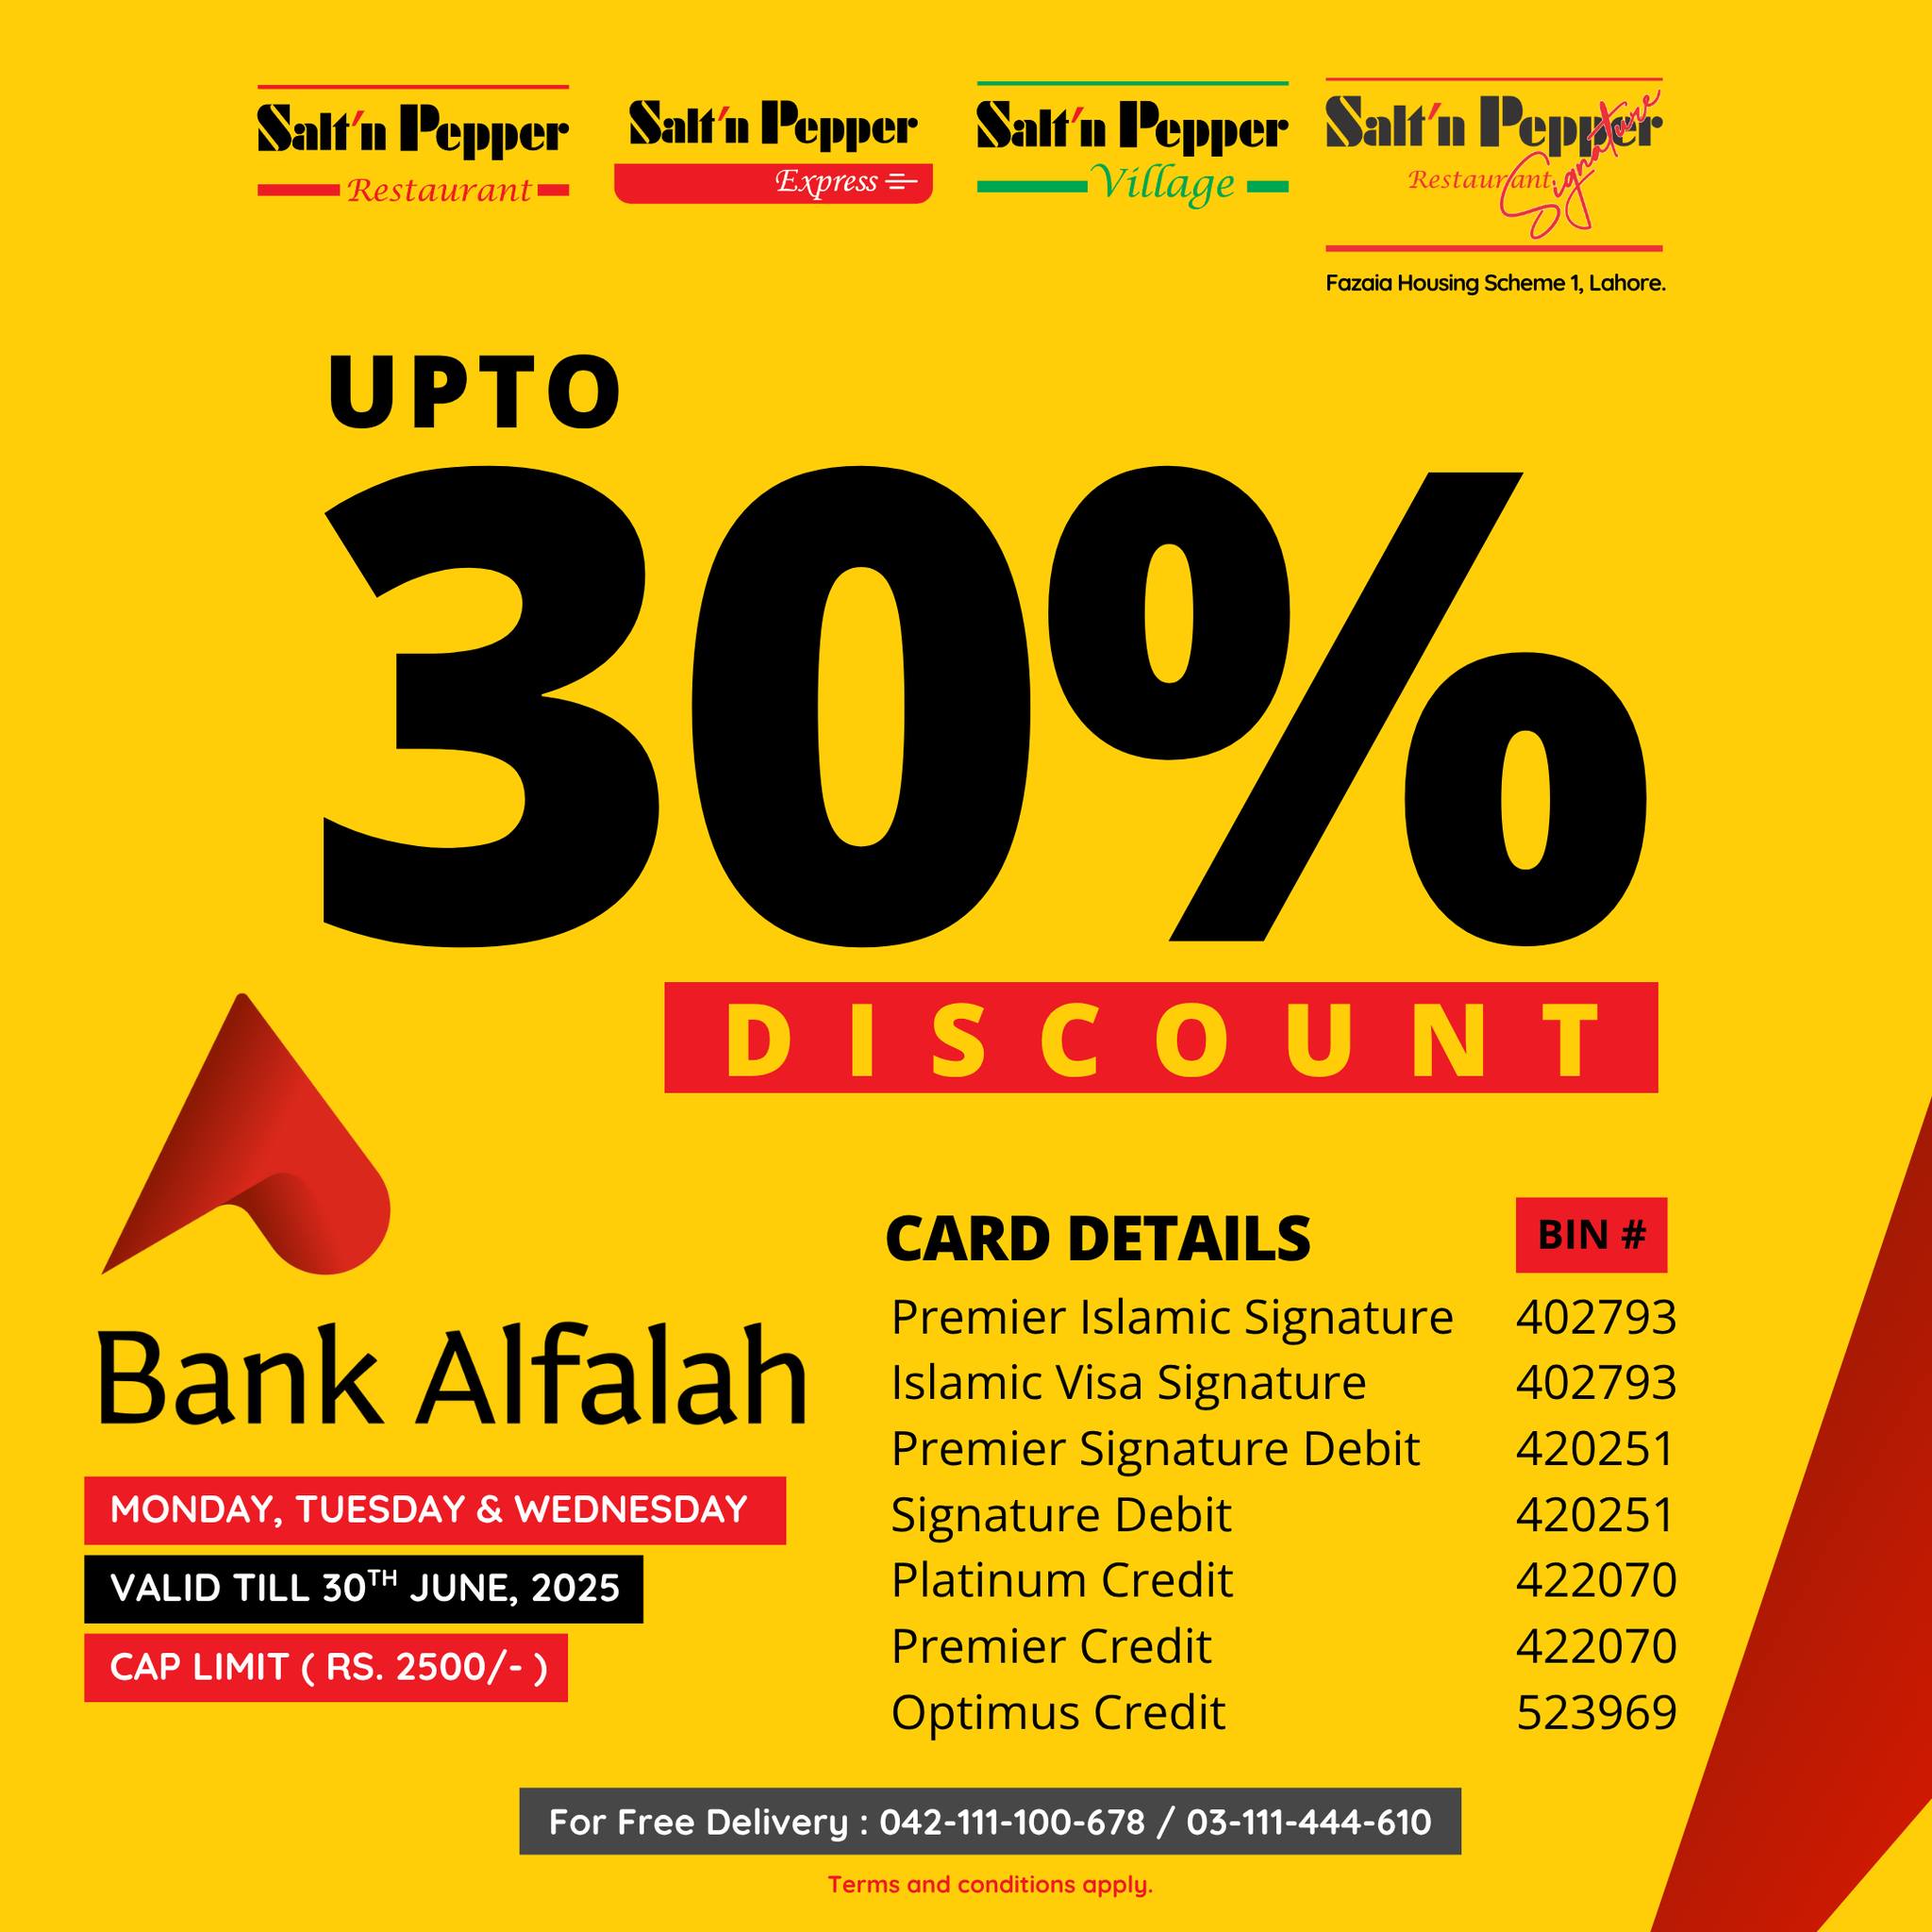 Salt'n Pepper
Restaurant
Salt'n Pepper
Express
Salt'n Pepper
Village
Salt'n Pepper
Restaurant
Signature
Fazaia Housing Scheme 1, Lahore.
UPTO
30%
DISCOUNT
Bank Alfalah
MONDAY, TUESDAY & WEDNESDAY
VALID TILL 30TH JUNE, 2025
CAP LIMIT ( RS. 2500/- )
CARD DETAILS BIN #
Premier Islamic Signature 402793
Islamic Visa Signature 402793
Premier Signature Debit 420251
Signature Debit 420251
Platinum Credit 422070
Premier Credit 422070
Optimus Credit 523969
For Free Delivery : 042-111-100-678 / 03-111-444-610
Terms and conditions apply.